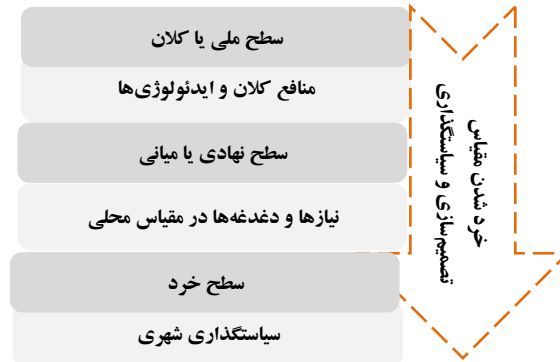 سطح ملی یا کلان
منافع کلان و ایدئولوژی‌ها
سطح نهادی یا میانی
نیازها و دغدغه‌ها در مقیاس محلی
سطح خرد
سیاستگذاری شهری
خرد شدن مقیاس
تصمیم‌سازی و سیاستگذاری